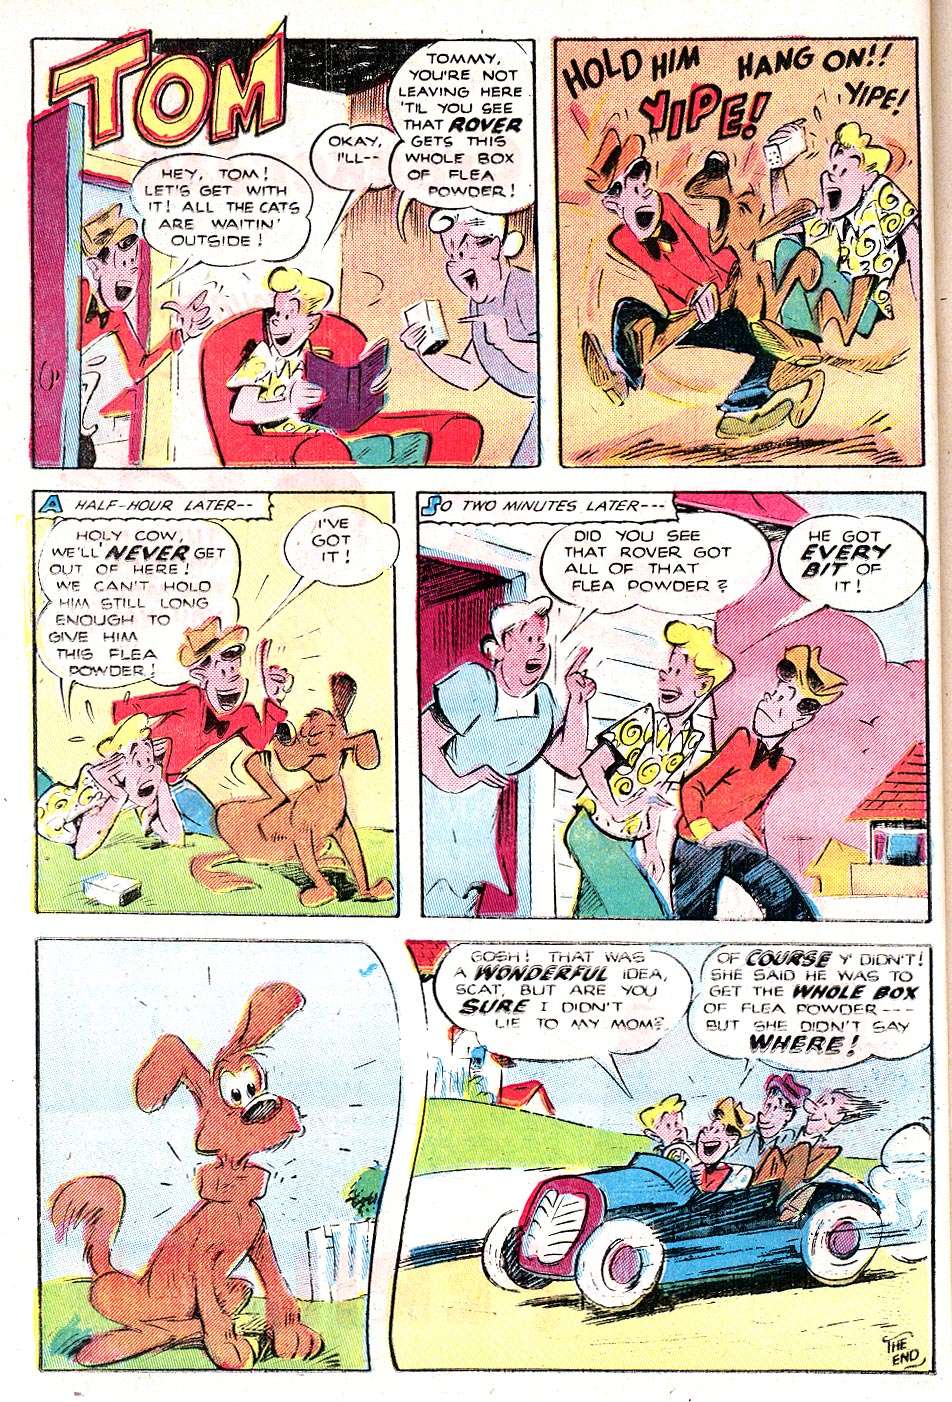 TOM
HEY, TOM!
LET'S GET WITH
IT! ALL THE CATS
ARE WAITIN'
OUTSIDE!
OKAY,
I'LL--
TOMMY,
YOU'RE NOT
LEAVING HERE
'TIL YOU SEE
THAT ROVER
GETS THIS
WHOLE BOX
OF FLEA
POWDER!
HOLD HIM
HANG ON!!
YIPE!
YIPE!
A HALF-HOUR LATER--
HOLY COW,
WE'LL NEVER GET
OUT OF HERE!
WE CAN'T HOLD
HIM STILL LONG
ENOUGH TO
GIVE HIM
THIS FLEA
POWDER!
I'VE
GOT
IT!
SO TWO MINUTES LATER---
DID YOU SEE
THAT ROVER GOT
ALL OF THAT
FLEA POWDER?
HE GOT
EVERY
BIT OF
IT!
GOSH! THAT WAS
A WONDERFUL IDEA,
SCAT, BUT ARE YOU
SURE I DIDN'T
LIE TO MY MOM?
OF COURSE Y' DIDN'T!
SHE SAID HE WAS TO
GET THE WHOLE BOX
OF FLEA POWDER---
BUT SHE DIDN'T SAY
WHERE!
THE
END